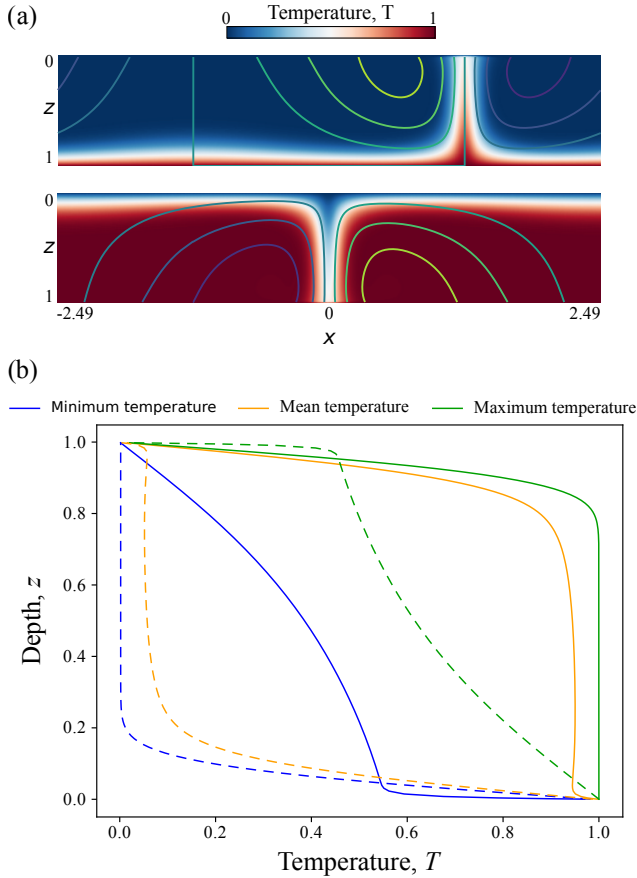 (a)
Temperature, T
0 1
0
z
1
0
z
1
-2.49 0 2.49
x
(b)
Minimum temperature Mean temperature Maximum temperature
1.0
0.8
0.6
0.4
0.2
0.0
Depth, z
0.0 0.2 0.4 0.6 0.8 1.0
Temperature, T